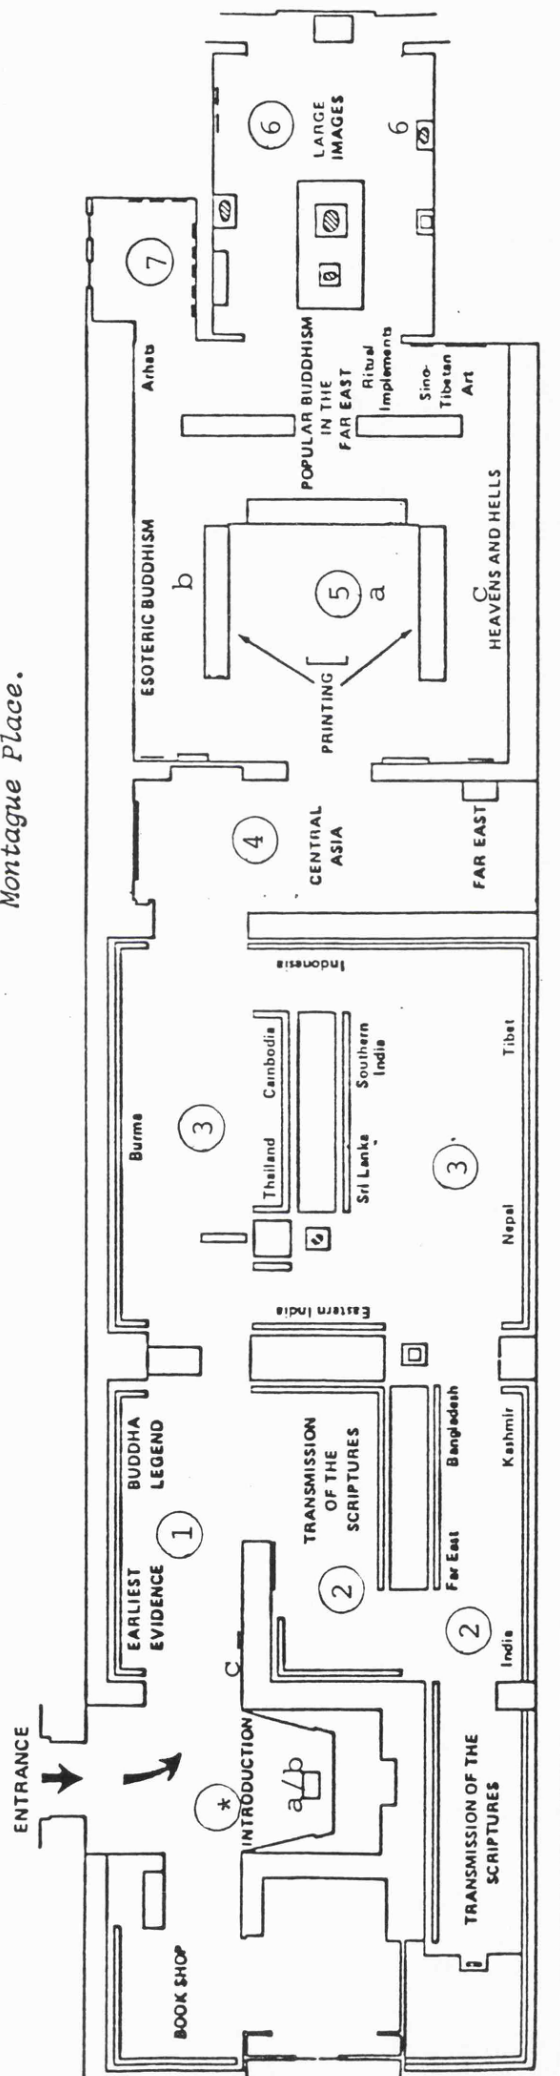 Montague Place.
ENTRANCE
BOOK SHOP
*
INTRODUCTION
a/b
c
EARLIEST
EVIDENCE
BUDDHA
LEGEND
1
TRANSMISSION
OF THE
SCRIPTURES
2
Far East
Bangladesh
2
India
Kashmir
TRANSMISSION OF THE
SCRIPTURES
Eastern India
Burma
3
Thailand
Cambodia
Sri Lanka
Southern
India
Indonesia
3
Nepal
Tibet
4
CENTRAL
ASIA
FAR EAST
ESOTERIC BUDDHISM
b
PRINTING
5
a
c
HEAVENS AND HELLS
Arhats
POPULAR BUDDHISM
IN THE
FAR EAST
Ritual
Implements
Sino-
Tibetan
Art
7
6
LARGE
IMAGES
6